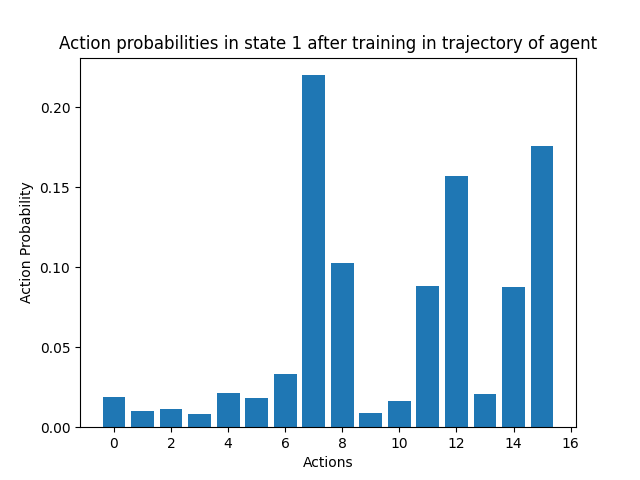 Action probabilities in state 1 after training in trajectory of agent
0.20
0.15
0.10
0.05
0.00
Action Probability
0 2 4 6 8 10 12 14 16
Actions